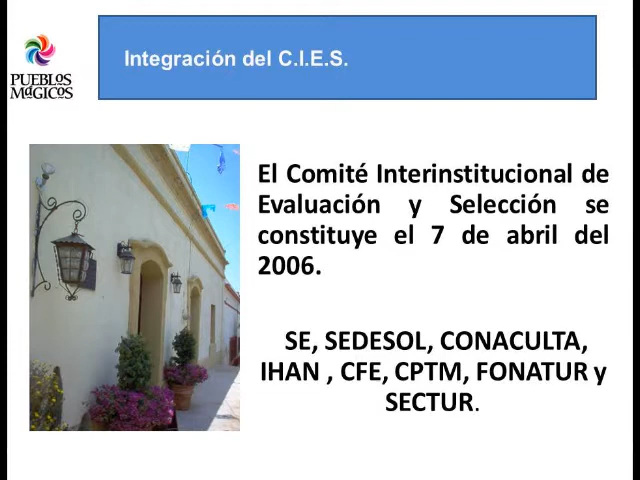 Integración del C.I.E.S.
PUEBLOS
MáGICOS
El Comité Interinstitucional de
Evaluación y Selección se
constituye el 7 de abril del
2006.
SE, SEDESOL, CONACULTA,
IHAN , CFE, CPTM, FONATUR y
SECTUR.